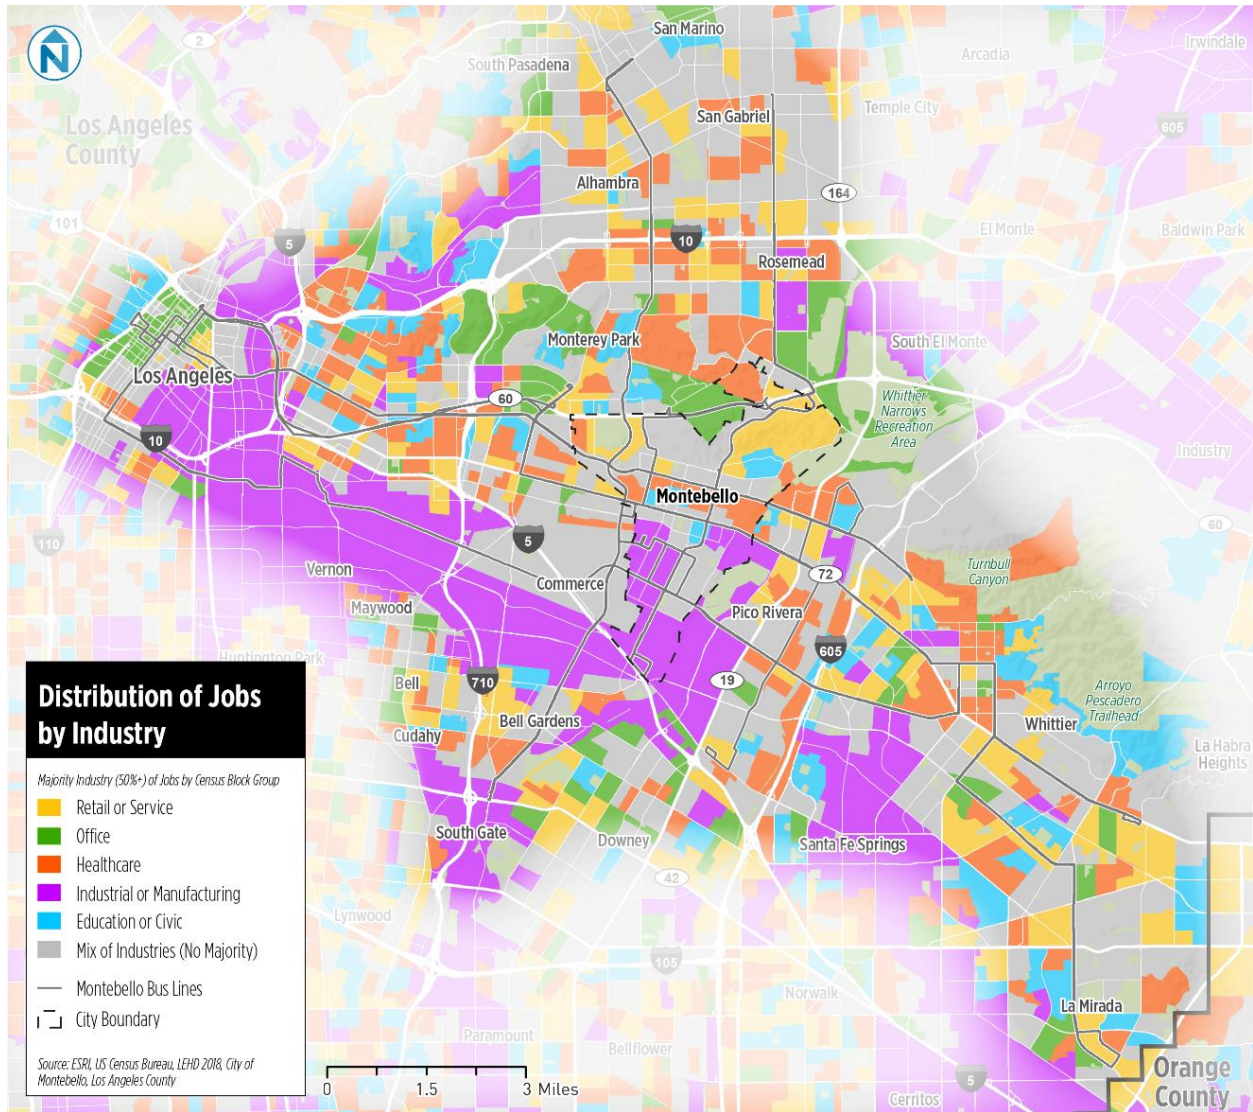 N
2
San Marino
South Pasadena
Arcadia
Irwindale
Los Angeles
County
San Gabriel
Temple City
605
Alhambra
164
101
5
10
El Monte
Baldwin Park
Rosemead
Monterey Park
South El Monte
Los Angeles
60
Whittier
Narrows
Recreation
Area
10
Industry
Montebello
110
5
60
Vernon
Commerce
72
Turnbull
Canyon
Maywood
Pico Rivera
Huntington Park
605
Bell
710
19
Arroyo
Pescadero
Trailhead
Bell Gardens
Whittier
Cudahy
La Habra
Heights
South Gate
Downey
Santa Fe Springs
42
Lynwood
105
Norwalk
La Mirada
Paramount
Bellflower
5
Orange
County
Cerritos
Distribution of Jobs
by Industry
Majority Industry (50%+) of Jobs by Census Block Group
Retail or Service
Office
Healthcare
Industrial or Manufacturing
Education or Civic
Mix of Industries (No Majority)
Montebello Bus Lines
City Boundary
Source: ESRI, US Census Bureau, LEHD 2018, City of
Montebello, Los Angeles County
0 1.5 3 Miles